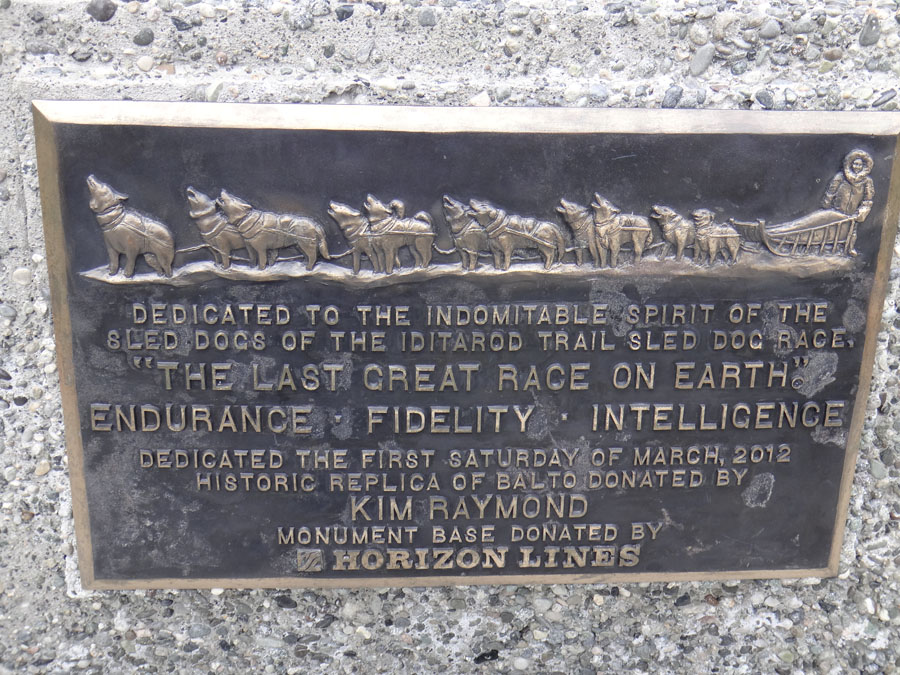 DEDICATED TO THE INDOMITABLE SPIRIT OF THE
SLED DOGS OF THE IDITAROD TRAIL SLED DOG RACE,
"THE LAST GREAT RACE ON EARTH".
ENDURANCE · FIDELITY · INTELLIGENCE
DEDICATED THE FIRST SATURDAY OF MARCH, 2012
HISTORIC REPLICA OF BALTO DONATED BY
KIM RAYMOND
MONUMENT BASE DONATED BY
HORIZON LINES